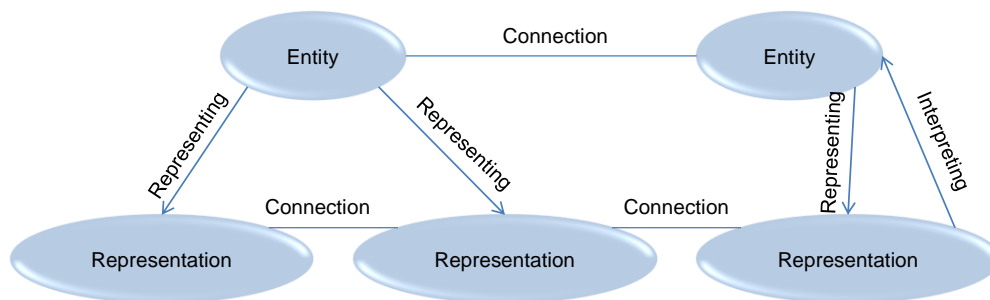 Connection
Entity
Entity
Representing
Representing
Representing
Interpreting
Connection
Connection
Representation
Representation
Representation